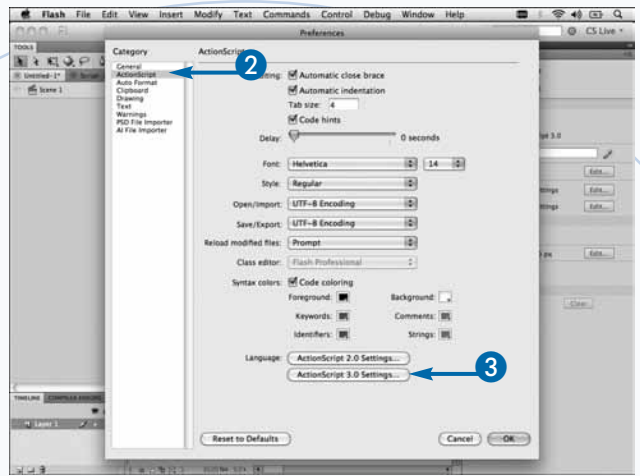 Flash File Edit View Insert Modify Text Commands Control Debug Window Help
Preferences
CS Live
TOOLS
Category
ActionScript
General
ActionScript
Auto Format
Clipboard
Drawing
Text
Warnings
PSD File Importer
AI File Importer
2
Untitled-1*
Scene 1
Automatic close brace
Automatic indentation
Tab size: 4
Code hints
Delay: 0 seconds
Font: Helvetica 14
Style: Regular
Open/Import: UTF-8 Encoding
Save/Export: UTF-8 Encoding
Reload modified files: Prompt
Class editor: Flash Professional
Syntax colors: Code coloring
Foreground: Background:
Keywords: Comments:
Identifiers: Strings:
Language: ActionScript 2.0 Settings...
ActionScript 3.0 Settings...
3
Reset to Defaults Cancel OK
Edit...
Edit...
Edit...
Clear...
TIMELINE COMPILER ERRORS
Layer 1